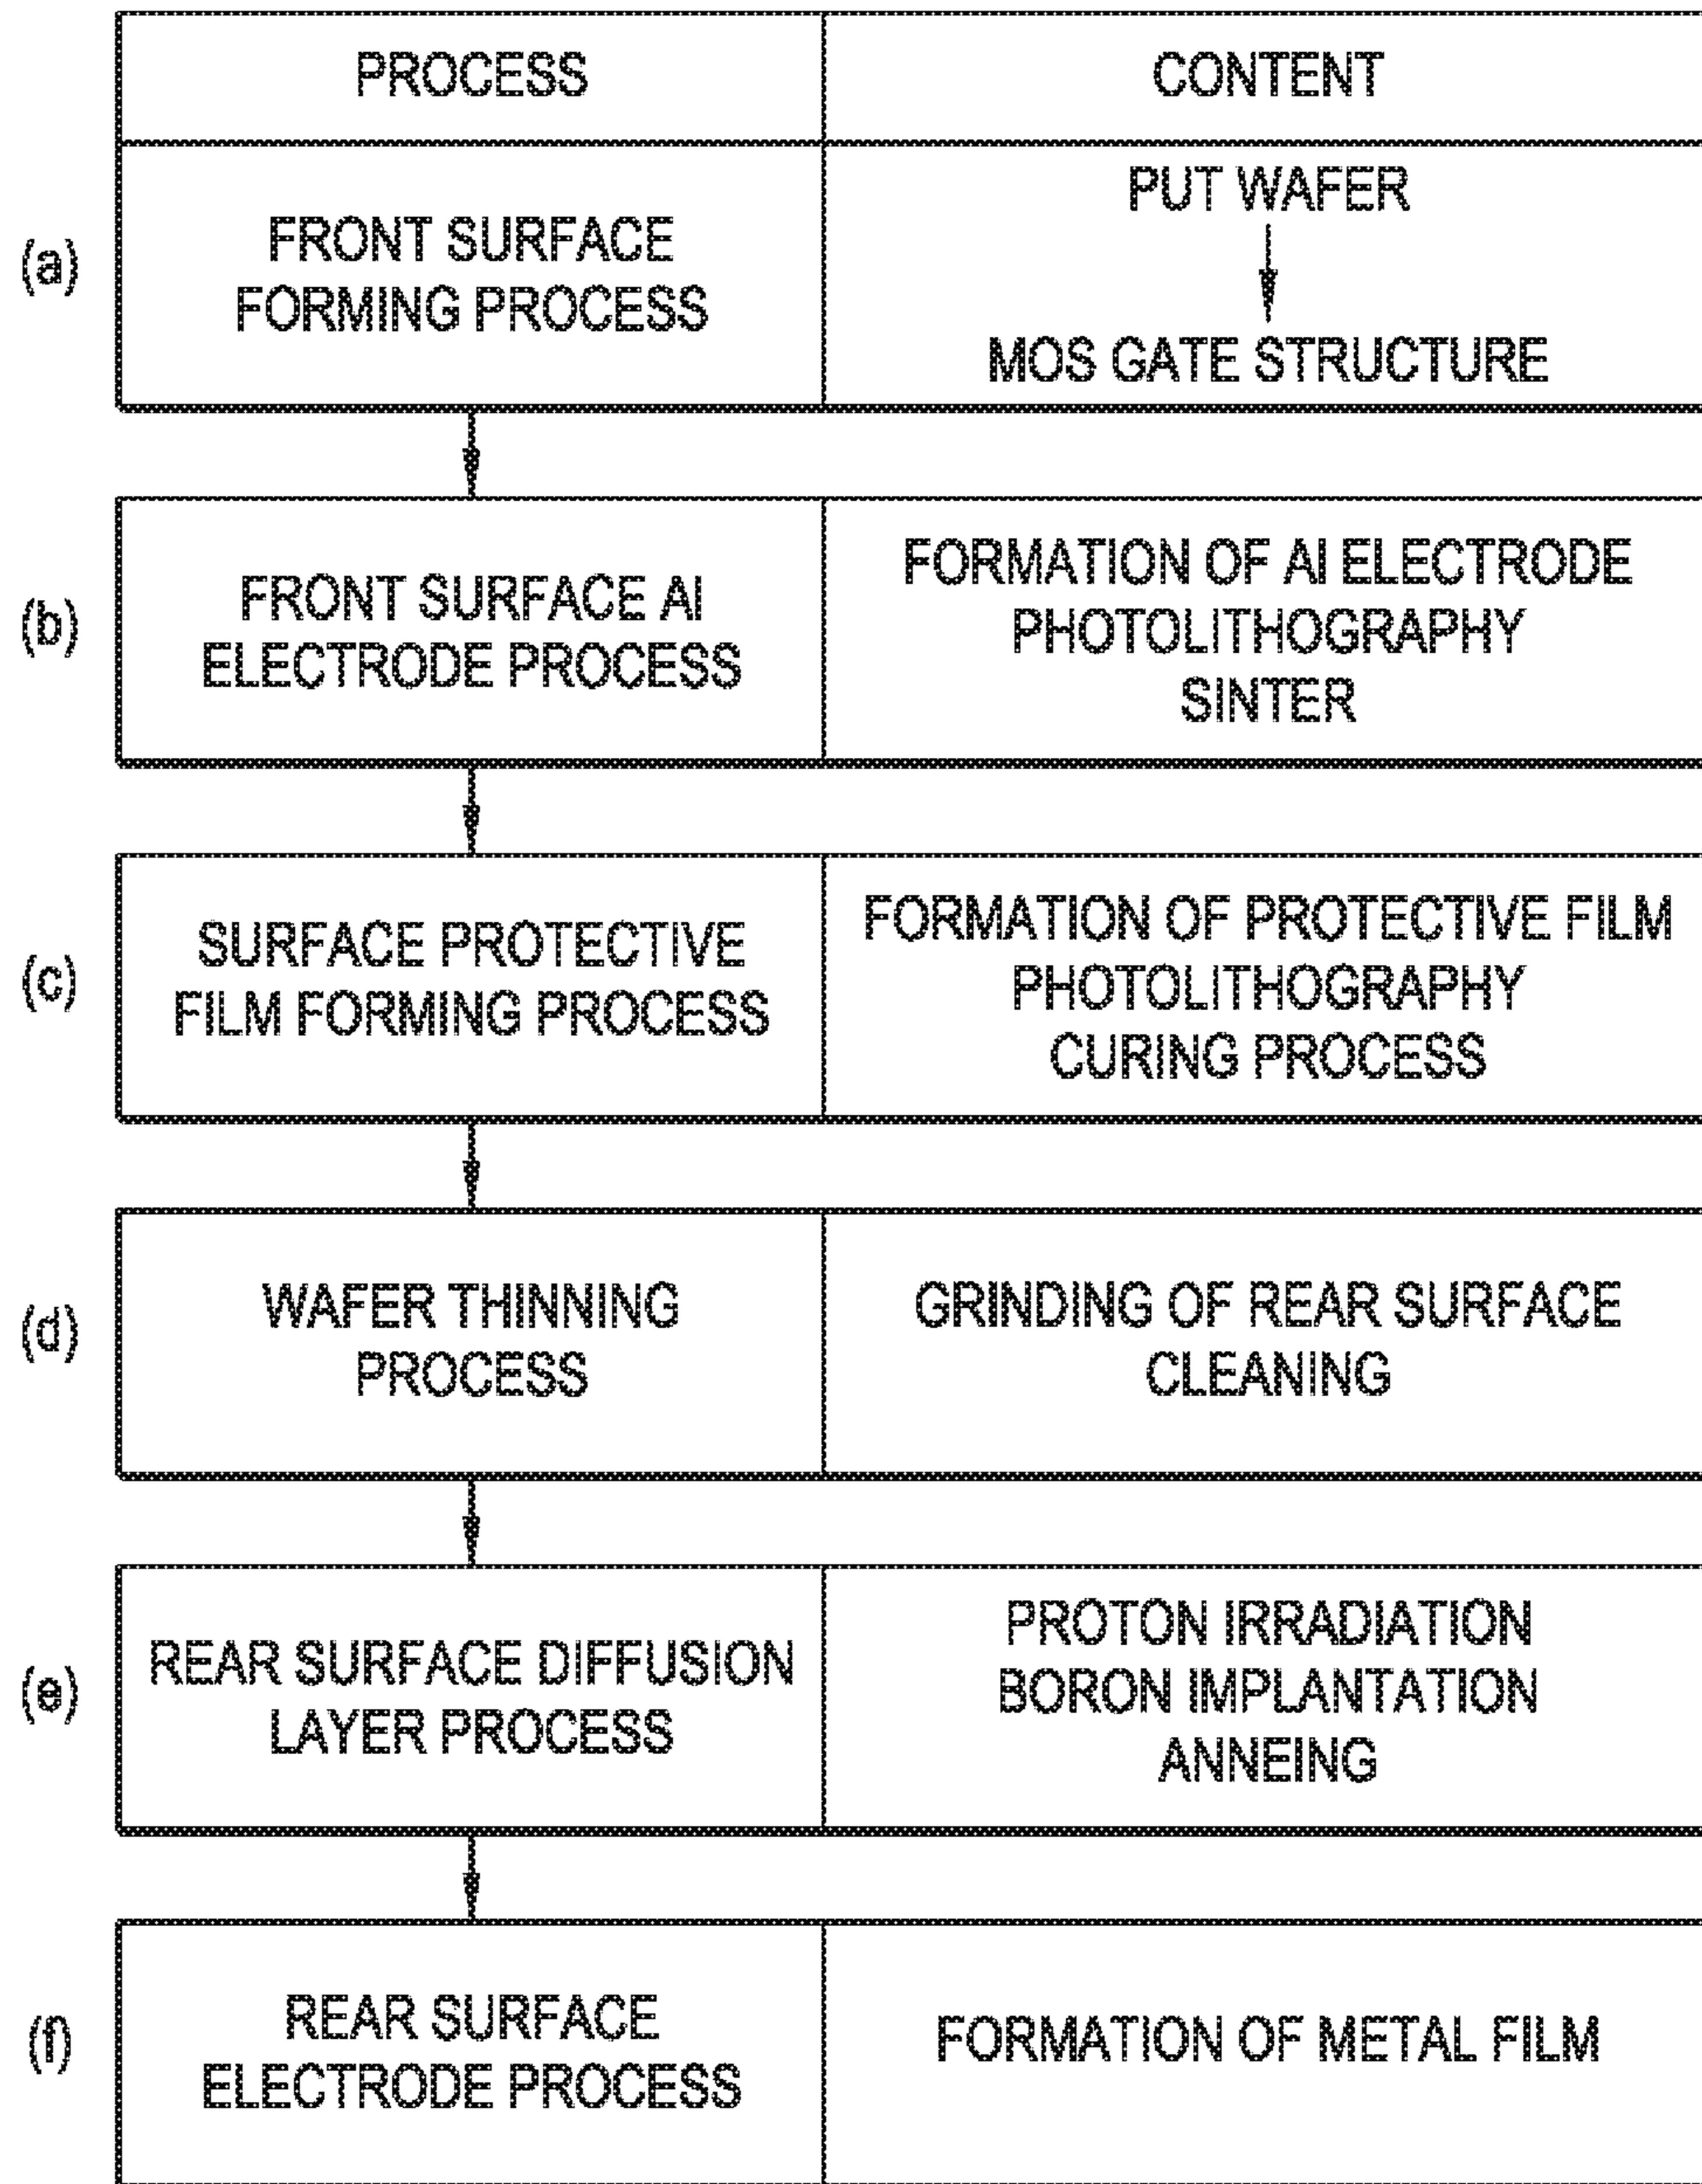 PROCESS
CONTENT
(a)
FRONT SURFACE
FORMING PROCESS
PUT WAFER
MOS GATE STRUCTURE
(b)
FRONT SURFACE Al
ELECTRODE PROCESS
FORMATION OF Al ELECTRODE
PHOTOLITHOGRAPHY
SINTER
(c)
SURFACE PROTECTIVE
FILM FORMING PROCESS
FORMATION OF PROTECTIVE FILM
PHOTOLITHOGRAPHY
CURING PROCESS
(d)
WAFER THINNING
PROCESS
GRINDING OF REAR SURFACE
CLEANING
(e)
REAR SURFACE DIFFUSION
LAYER PROCESS
PROTON IRRADIATION
BORON IMPLANTATION
ANNEING
(f)
REAR SURFACE
ELECTRODE PROCESS
FORMATION OF METAL FILM